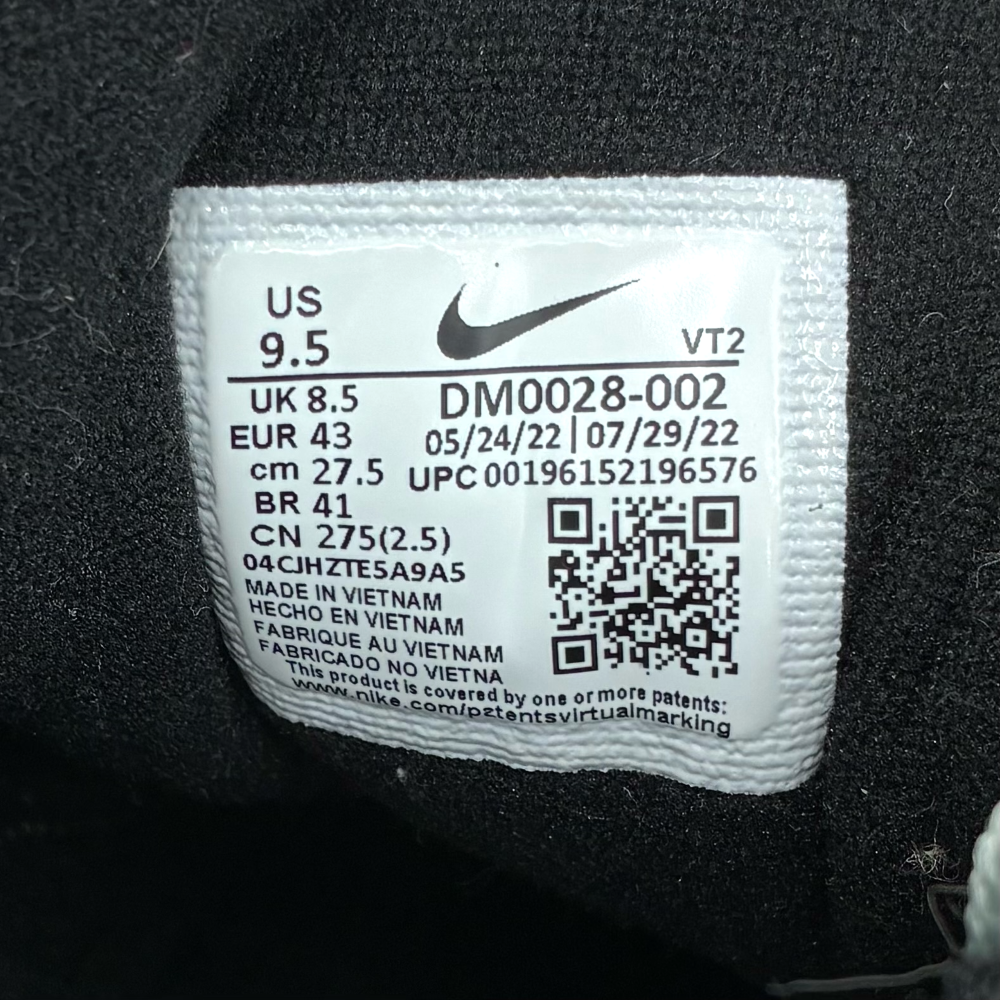 US
9.5
VT2
UK 8.5
DM0028-002
EUR 43
05/24/22 | 07/29/22
cm 27.5
UPC 00196152196576
BR 41
CN 275(2.5)
04CJHZTE5A9A5
MADE IN VIETNAM
HECHO EN VIETNAM
FABRIQUE AU VIETNAM
FABRICADO NO VIETNA
This product is covered by one or more patents:
www.nike.com/patentsvirtualmarking